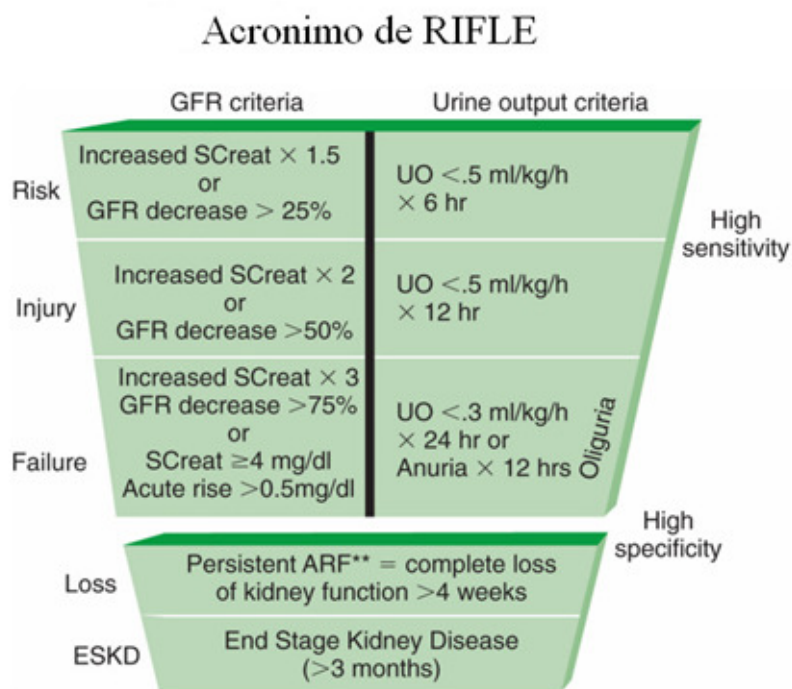 Acronimo de RIFLE
GFR criteria
Urine output criteria
Risk
Increased SCreat × 1.5
or
GFR decrease > 25%
UO <.5 ml/kg/h
× 6 hr
High
sensitivity
Injury
Increased SCreat × 2
or
GFR decrease >50%
UO <.5 ml/kg/h
× 12 hr
Failure
Increased SCreat × 3
GFR decrease >75%
or
SCreat ≥4 mg/dl
Acute rise >0.5mg/dl
UO <.3 ml/kg/h
× 24 hr or
Anuria × 12 hrs
Oliguria
High
specificity
Loss
Persistent ARF** = complete loss
of kidney function >4 weeks
ESKD
End Stage Kidney Disease
(>3 months)